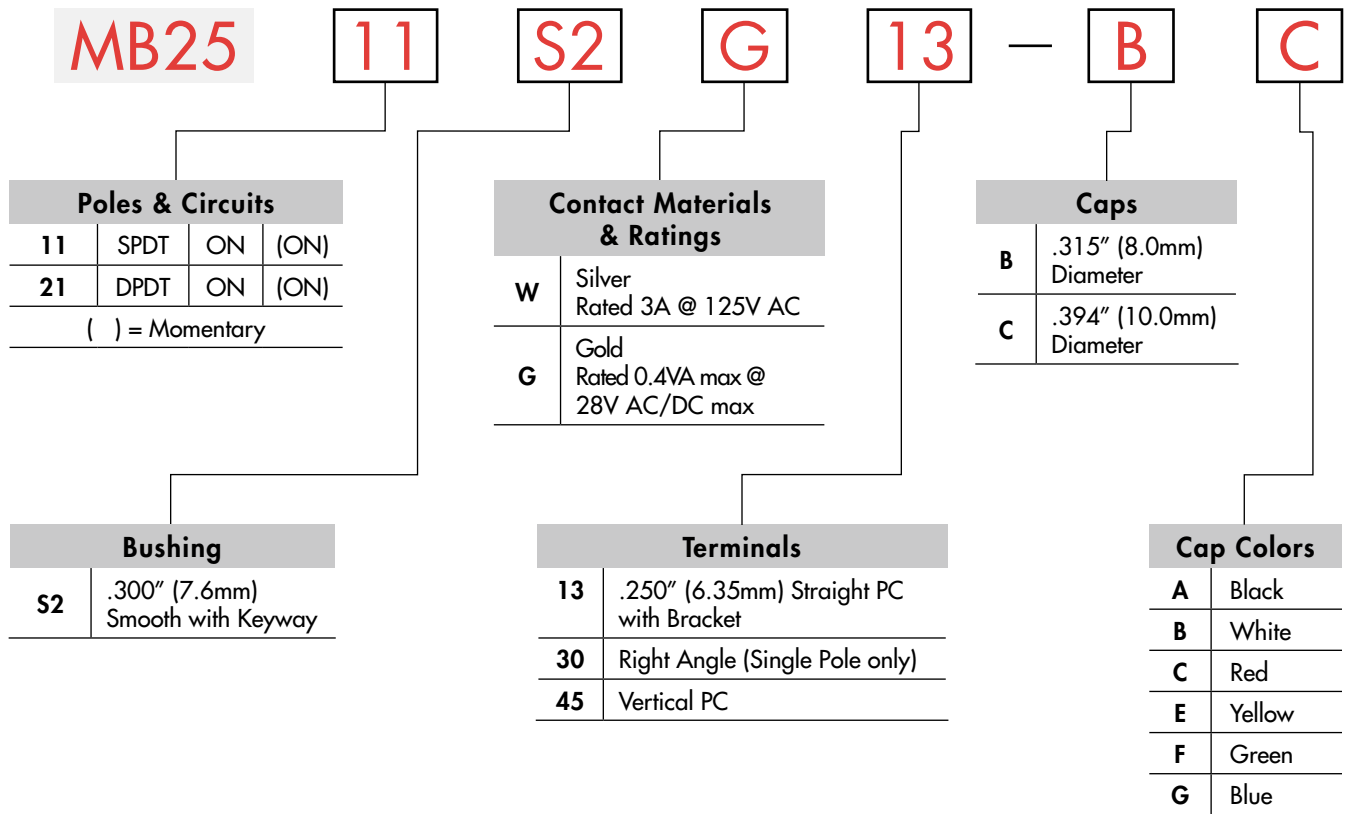 MB25 11 S2 G 13 — B C
Poles & Circuits
11 SPDT ON (ON)
21 DPDT ON (ON)
( ) = Momentary
Contact Materials
& Ratings
W Silver
Rated 3A @ 125V AC
G Gold
Rated 0.4VA max @
28V AC/DC max
Caps
B .315″ (8.0mm)
Diameter
C .394″ (10.0mm)
Diameter
Bushing
S2 .300″ (7.6mm)
Smooth with Keyway
Terminals
13 .250″ (6.35mm) Straight PC
with Bracket
30 Right Angle (Single Pole only)
45 Vertical PC
Cap Colors
A Black
B White
C Red
E Yellow
F Green
G Blue